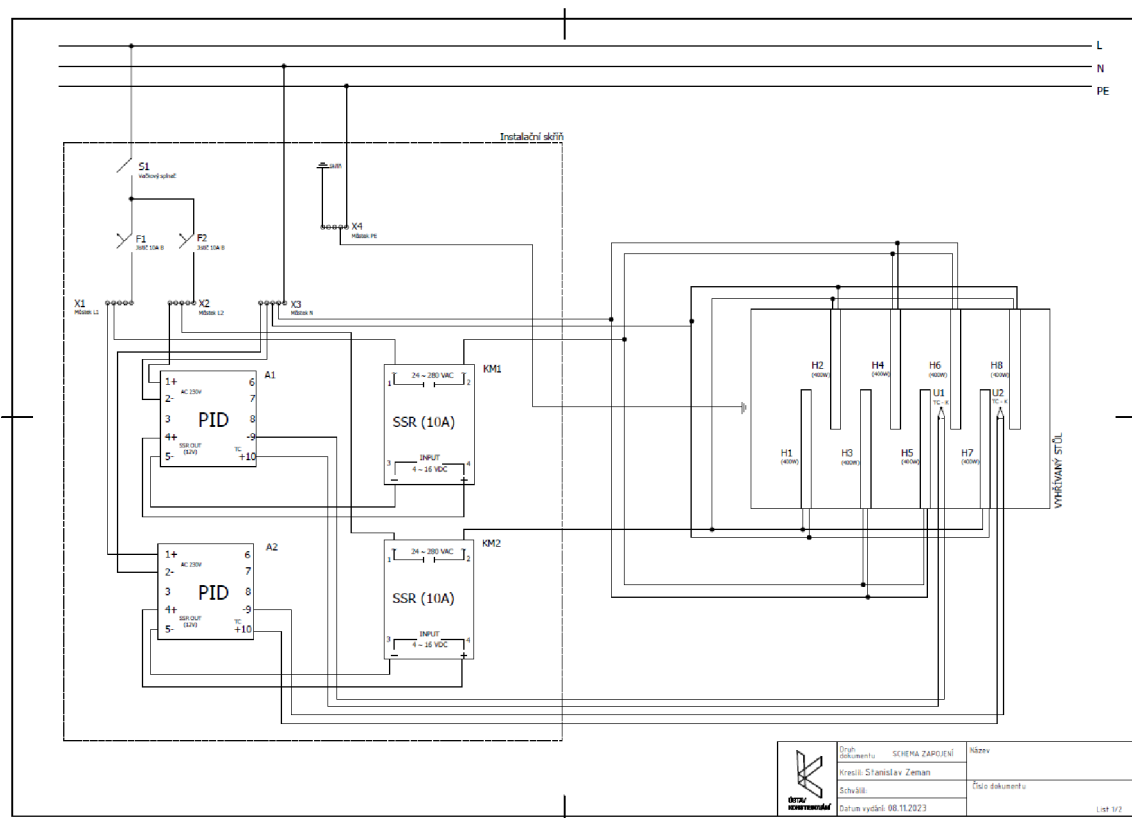 L
N
PE
Instalační skříň
S1
Vačkový spínač
F1
Jistič 10A B
F2
Jistič 10A B
X4
Můstek PE
X1
Můstek L1
X2
Můstek L2
X3
Můstek N
A1
1+ 6
AC 230V
2- 7
3 PID 8
4+ -9
SSR OUT
(12V)
TC
5- +10
KM1
24 ~ 280 VAC
1 2
SSR (10A)
3 INPUT 4
4 ~ 16 VDC
- +
A2
1+ 6
AC 230V
2- 7
3 PID 8
4+ -9
SSR OUT
(12V)
TC
5- +10
KM2
24 ~ 280 VAC
1 2
SSR (10A)
3 INPUT 4
4 ~ 16 VDC
- +
H2
(400W)
H4
(400W)
H6
(400W)
H8
(400W)
U1
TC - K
U2
TC - K
H1
(400W)
H3
(400W)
H5
(400W)
H7
(400W)
VYHŘÍVANÝ STŮL
ÚSTAV
KONSTRUOVÁNÍ
Druh
dokumentu SCHEMA ZAPOJENÍ
Název
Kreslil: Stanislav Zeman
Schválil:
Číslo dokumentu
Datum vydání: 08.11.2023
List 1/2